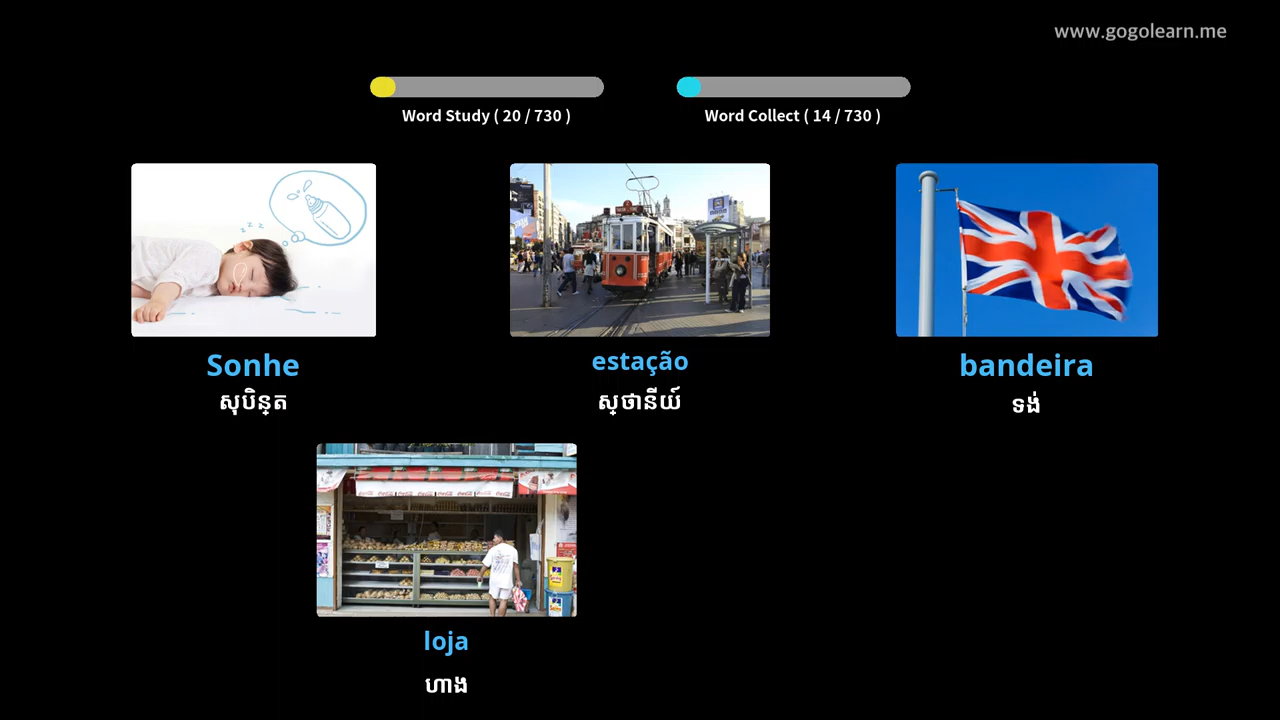 www.gogolearn.me
Word Study ( 20 / 730 )
Word Collect ( 14 / 730 )
Sonhe
សុបិន្ត
estação
ស្ថានីយ៍
bandeira
ទង់
loja
ហាង